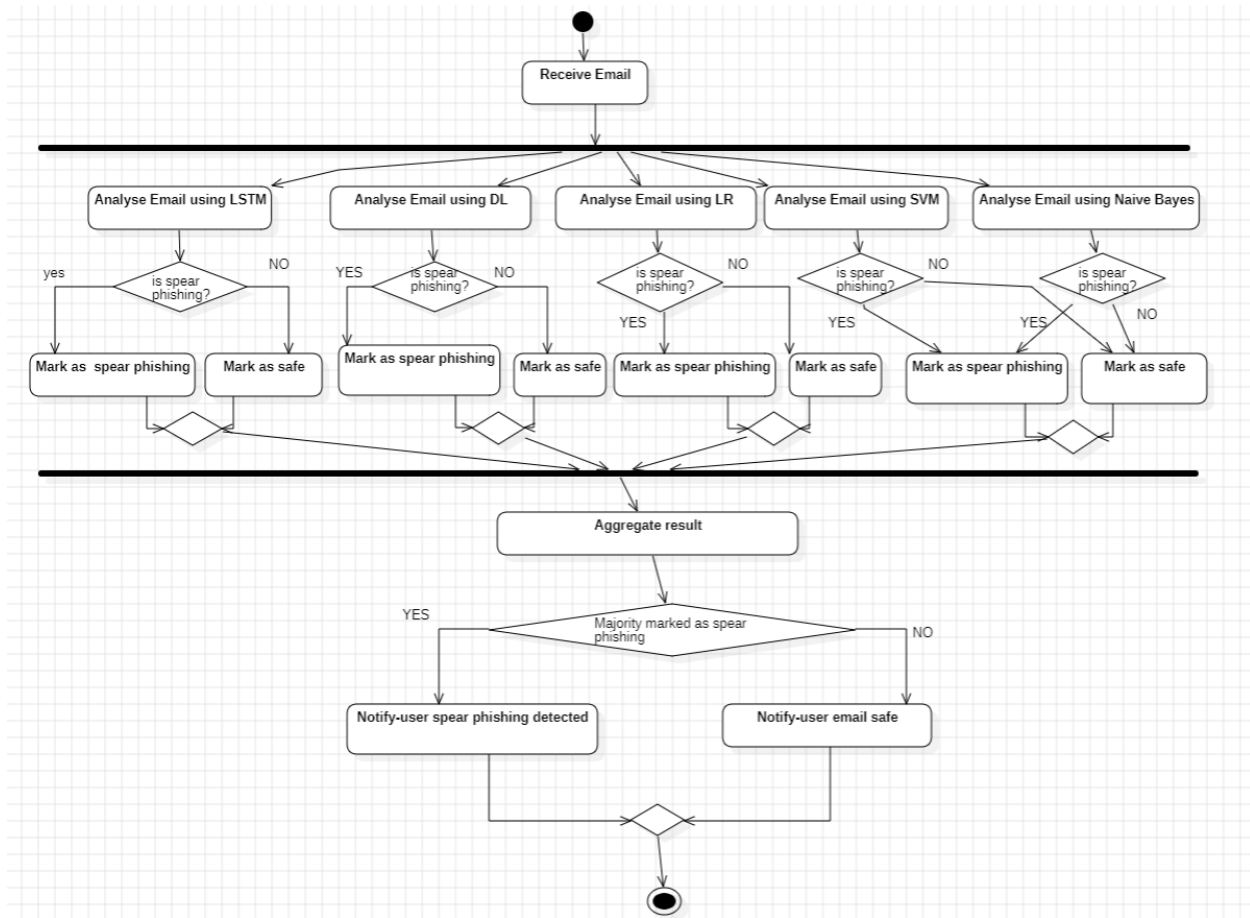 Receive Email
Analyse Email using LSTM
Analyse Email using DL
Analyse Email using LR
Analyse Email using SVM
Analyse Email using Naive Bayes
yes
is spear
phishing?
NO
YES
is spear
phishing?
NO
is spear
phishing?
NO
YES
is spear
phishing?
NO
YES
is spear
phishing?
YES
NO
Mark as spear phishing
Mark as safe
Mark as spear phishing
Mark as safe
Mark as spear phishing
Mark as safe
Mark as spear phishing
Mark as safe
Aggregate result
YES
Majority marked as spear
phishing
NO
Notify-user spear phishing detected
Notify-user email safe